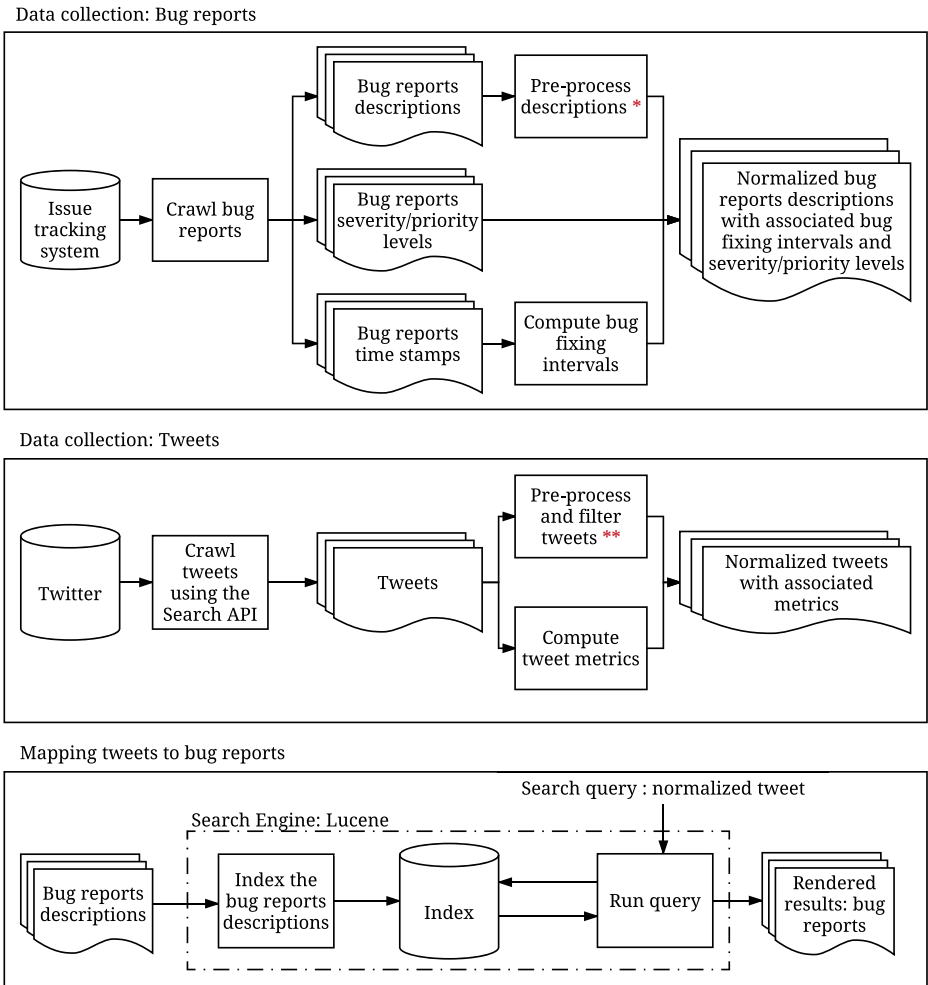 Data collection: Bug reports
Issue
tracking
system
Crawl bug
reports
Bug reports
descriptions
Pre-process
descriptions *
Bug reports
severity/priority
levels
Bug reports
time stamps
Compute bug
fixing
intervals
Normalized bug
reports descriptions
with associated bug
fixing intervals and
severity/priority levels
Data collection: Tweets
Twitter
Crawl
tweets
using the
Search API
Tweets
Pre-process
and filter
tweets **
Compute
tweet metrics
Normalized tweets
with associated
metrics
Mapping tweets to bug reports
Search query : normalized tweet
Search Engine: Lucene
Bug reports
descriptions
Index the
bug reports
descriptions
Index
Run query
Rendered
results: bug
reports